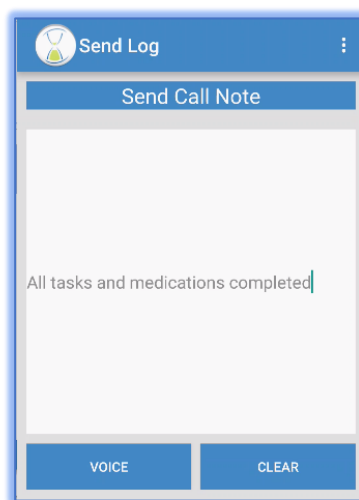 Send Log
Send Call Note
All tasks and medications completed
VOICE
CLEAR